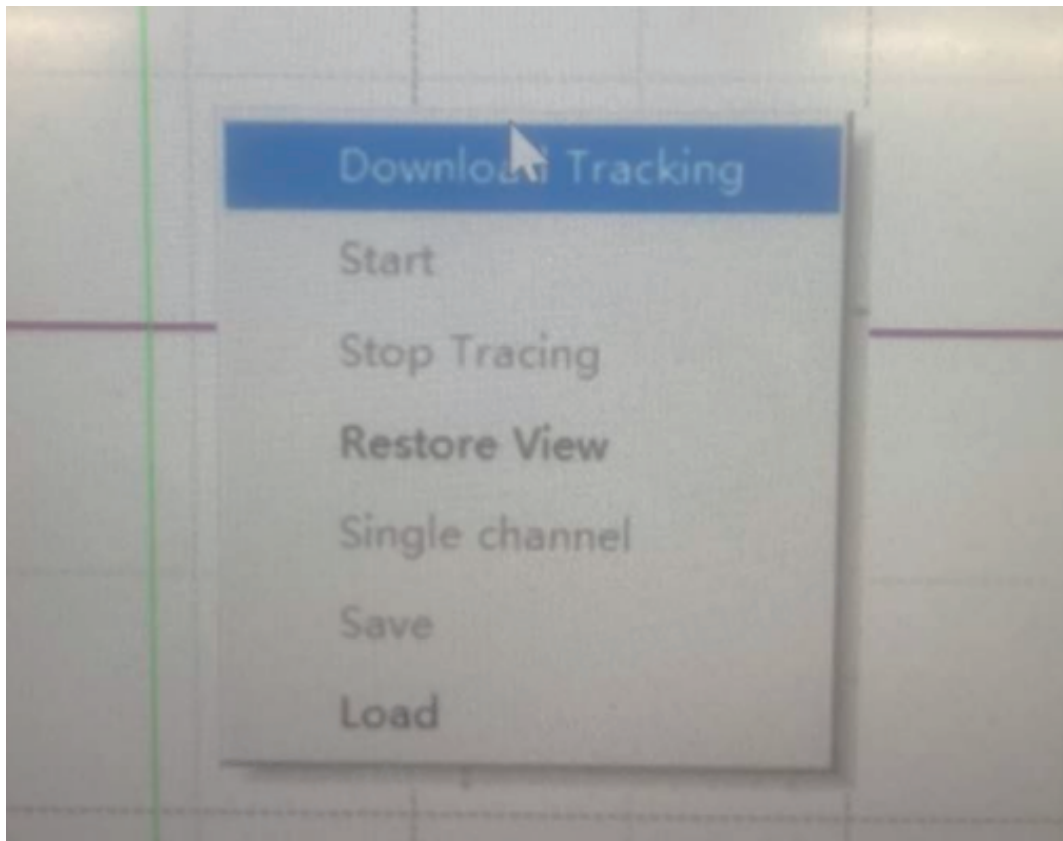 Download Tracking
Start
Stop Tracing
Restore View
Single channel
Save
Load